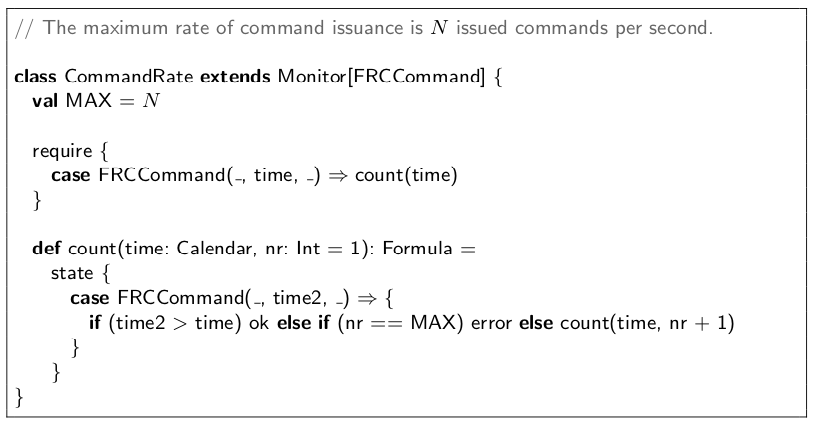 // The maximum rate of command issuance is N issued commands per second.
class CommandRate extends Monitor[FRCCommand] {
val MAX = N
require {
case FRCCommand(_, time, _) ⇒ count(time)
}
def count(time: Calendar, nr: Int = 1): Formula =
state {
case FRCCommand(_, time2, _) ⇒ {
if (time2 > time) ok else if (nr == MAX) error else count(time, nr + 1)
}
}
}